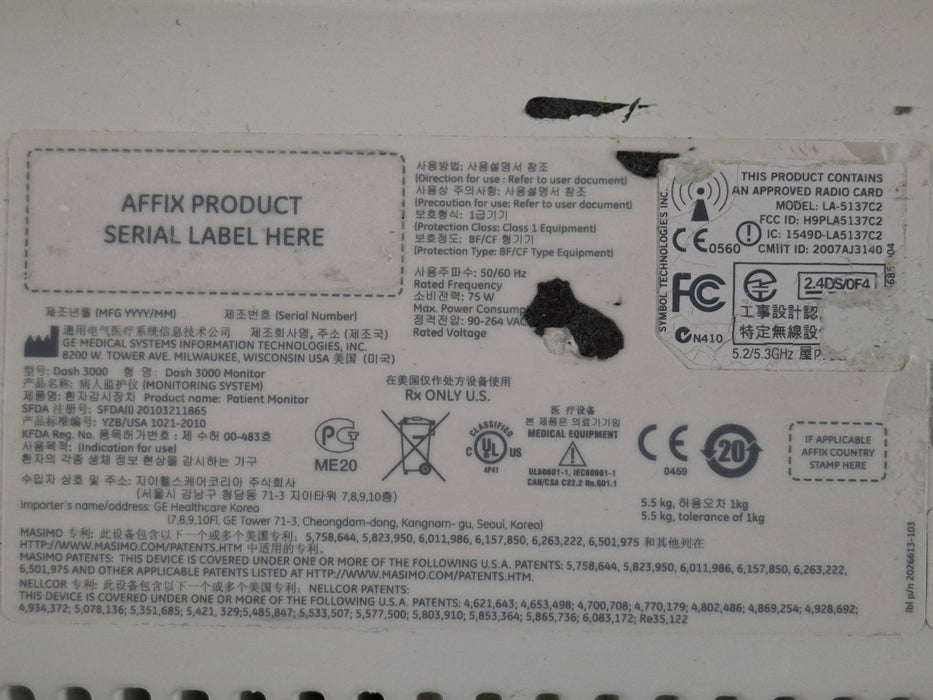 AFFIX PRODUCT
SERIAL LABEL HERE
제조년월 (MFG YYYY/MM) 제조번호 (Serial Number)
通用电气医疗系统信息技术公司 제조회사명, 주소 (제조국)
GE MEDICAL SYSTEMS INFORMATION TECHNOLOGIES, INC.
8200 W. TOWER AVE. MILWAUKEE, WISCONSIN USA 美国 (미국)
型号: Dash 3000 형 명: Dash 3000 Monitor
产品名称: 病人监护仪 (MONITORING SYSTEM)
제품명: 환자감시장치 Product name: Patient Monitor
SFDA 注册号: SFDA(I) 20103211865
产品标准编号: YZB/USA 1021-2010
KFDA Reg. No. 품목허가번호: 제 수허 00-483호
사용목적: (Indication for use)
환자의 각종 생체 정보 현상을 감시하는 기구
수입자 상호 및 주소: 지이헬스케어코리아 주식회사
(서울시 강남구 청담동 71-3 지이타워 7,8,9,10층)
Importer's name/address: GE Healthcare Korea
(7,8,9,10Fl, GE Tower 71-3, Cheongdam-dong, Kangnam- gu, Seoul, Korea)
사용방법: 사용설명서 참조
(Direction for use : Refer to user document)
사용상 주의사항: 사용설명서 참조
(Precaution for use: Refer to user document)
보호형식: 1급기기
(Protection Class: Class 1 Equipment)
보호정도: BF/CF 형기기
(Protection Type: BF/CF Type Equipment)
사용주파수: 50/60 Hz
Rated Frequency
소비전력: 75 W
Max. Power Consump
정격전압: 90-264 VAC
Rated Voltage
SYMBOL TECHNOLOGIES INC.
THIS PRODUCT CONTAINS
AN APPROVED RADIO CARD
MODEL: LA-5137C2
FCC ID: H9PLA5137C2
IC: 1549D-LA5137C2
CMIIT ID: 2007AJ3140
CE 0560
FC
N410
2.4DS/OF4
工事設計認
特定無線設
5.2/5.3GHz 屋
在美国仅作处方设备使用
Rx ONLY U.S.
ME20
CLASSIFIED
C UL US
4P41
医疗设备
본 제품은 의료기기임
MEDICAL EQUIPMENT
UL60601-1, IEC60601-1
CAN/CSA C22.2 No.601.1
CE
0459
20
IF APPLICABLE
AFFIX COUNTRY
STAMP HERE
5.5 kg, 허용오차 1kg
5.5 kg, tolerance of 1kg
MASIMO 专利: 此设备包含以下一个或多个美国专利: 5,758,644, 5,823,950, 6,011,986, 6,157,850, 6,263,222, 6,501,975 和其他列在
HTTP://WWW.MASIMO.COM/PATENTS.HTM 中适用的专利.
MASIMO PATENTS: THIS DEVICE IS COVERED UNDER ONE OR MORE OF THE FOLLOWING U.S.A. PATENTS: 5,758,644, 5,823,950, 6,011,986, 6,157,850, 6,263,222,
6,501,975 AND OTHER APPLICABLE PATENTS LISTED AT HTTP://WWW.MASIMO.COM/PATENTS.HTM.
NELLCOR 专利: 此设备包含以下一个或多个美国专利: NELLCOR PATENTS:
THIS DEVICE IS COVERED UNDER ONE OR MORE OF THE FOLLOWING U.S.A. PATENTS: 4,621,643; 4,653,498; 4,700,708; 4,770,179; 4,802,486; 4,869,254; 4,928,692;
4,934,372; 5,078,136; 5,351,685; 5,421, 329;5,485,847; 5,533,507; 5,577,500; 5,803,910; 5,853,364; 5,865,736; 6,083,172; Re35,122
lbl p/n 2026613-103